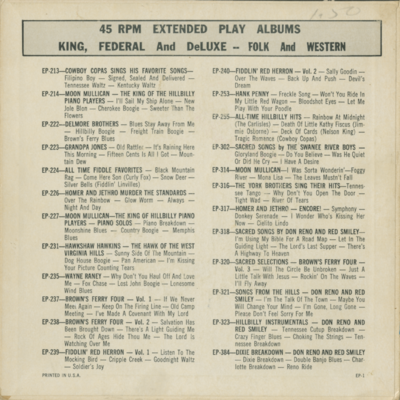 45 RPM EXTENDED PLAY ALBUMS
KING, FEDERAL And DeLUXE -- FOLK And WESTERN
EP-213—COWBOY COPAS SINGS HIS FAVORITE SONGS—
Filipino Boy — Signed, Sealed and Delivered —
Tennessee Waltz — Kentucky Waltz
EP-214—MOON MULLICAN — THE KING OF THE HILLBILLY
PIANO PLAYERS — I'll Sail My Ship Alone — New
Jole Blon — Cherokee Boogie — Sweeter Than The
Flowers
EP-222—DELMORE BROTHERS — Blues Stay Away From Me
— Hillbilly Boogie — Freight Train Boogie —
Brown's Ferry Blues
EP-223—GRANDPA JONES — Old Rattler — It's Raining Here
This Morning — Fifteen Cents Is All I Got — Moun-
tain Dew
EP-224—ALL TIME FIDDLE FAVORITES — Black Mountain
Rag — Come Here Son (Curly Fox) — Snow Deer —
Silver Bells (Fiddlin' Linvilles)
EP-226—HOMER AND JETHRO MURDER THE STANDARDS
Over the Rainbow — Glow Worm — Always
— Night And Day
EP-227—MOON MULLICAN—THE KING OF HILLBILLY PIANO
PLAYERS — PIANO SOLOS — Piano Breakdown —
Moonshine Blues — Country Boogie — Memphis
Blues
EP-231—HAWKSHAW HAWKINS — THE HAWK OF THE WEST
VIRGINIA HILLS — Sunny Side Of The Mountain —
Dog House Boogie — Pan American — I'm Kissing
Your Picture Counting Tears
EP-235—WAYNE RANEY — Why Don't You Haul Off And Love
Me — Fox Chase — Lost John Boogie — Lonesome
Wind Blues
EP-237—BROWN'S FERRY FOUR — Vol. 1 — If We Never
Meet Again — Keep On The Firing Line — Old Camp
Meeting — I've Made A Covenant With My Lord
EP-238—BROWN'S FERRY FOUR — Vol. 2 — Salvation Has
Been Brought Down — There's A Light Guiding Me
— Rock Of Ages Hide Thou Me — The Lord Is
Watching Over Me
EP-239—FIDDLIN' RED HERRON — Vol. 1 — Listen To The
Mocking Bird — Cripple Creek — Goodnight Waltz
— Soldier's Joy
EP-240—FIDDLIN' RED HERRON — Vol. 2 — Sally Goodin —
Over The Waves — Back Up And Push — Devil's
Dream
EP-253—HANK PENNY — Freckle Song — Won't You Ride In
My Little Red Wagon — Bloodshot Eyes — Let Me
Play With Your Poodle
ALL-TIME HILLBILLY HITS — Rainbow At Midnight
(The Carlisles) — Death Of Little Kathy Fiscus (Jim-
mie Osborne) — Deck Of Cards (Nelson King) —
Tragic Romance (Cowboy Copas)
EP-302—SACRED SONGS by THE SWANEE RIVER BOYS —
Gloryland Boogie — Do You Believe — Was He Quiet
Or Did He Cry — I Have A Desire
EP-314—MOON MULLICAN — I Was Sorta Wonderin' — Foggy
River — Mona Lisa — The Leaves Mustn't Fall
EP-316—THE YORK BROTHERS SING THEIR HITS—Tennes-
see Tango — Why Don't You Open The Door —
Tight Wad — River Of Tears
EP-317—HOMER AND JETHRO — ENCORE! — Symphony —
Donkey Serenade — I Wonder Who's Kissing Her
Now — Cielito Lindo
EP-318—SACRED SONGS BY DON RENO AND RED SMILEY —
I'm Using My Bible For A Road Map — Let In The
Guiding Light — The Lord's Last Supper — There's
A Highway To Heaven
EP-320—SACRED SELECTIONS — BROWN'S FERRY FOUR —
Vol. 3 — Will The Circle Be Unbroken — Just A
Little Talk With Jesus — Rockin' On The Waves —
I'll Fly Away
EP-321—SONGS FROM THE HILLS — DON RENO AND RED
SMILEY — I'm The Talk Of The Town — Maybe You
Will Change Your Mind — I'm Gone, Long Gone —
Please Don't Feel Sorry For Me
EP-323—HILLBILLY INSTRUMENTALS — DON RENO AND
RED SMILEY — Tennessee Cutup Breakdown —
Crazy Finger Blues — Choking The Strings — Ten-
nessee Breakdown
EP-384—DIXIE BREAKDOWN — DON RENO AND RED SMILEY
— Dixie Breakdown — Double Banjo Blues — Char-
lotte Breakdown — Reno Ride
PRINTED IN U.S.A.
EP-1